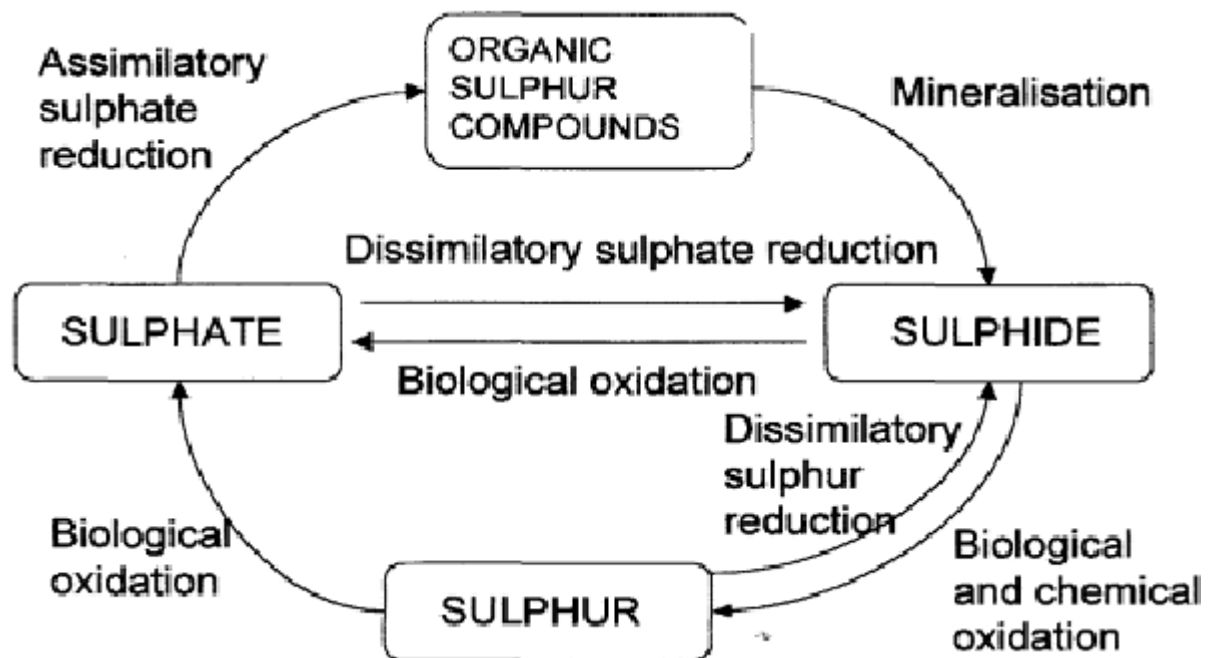 Assimilatory
sulphate
reduction
ORGANIC
SULPHUR
COMPOUNDS
Mineralisation
Dissimilatory sulphate reduction
SULPHATE
SULPHIDE
Biological oxidation
Dissimilatory
sulphur
reduction
Biological
oxidation
Biological
and chemical
oxidation
SULPHUR